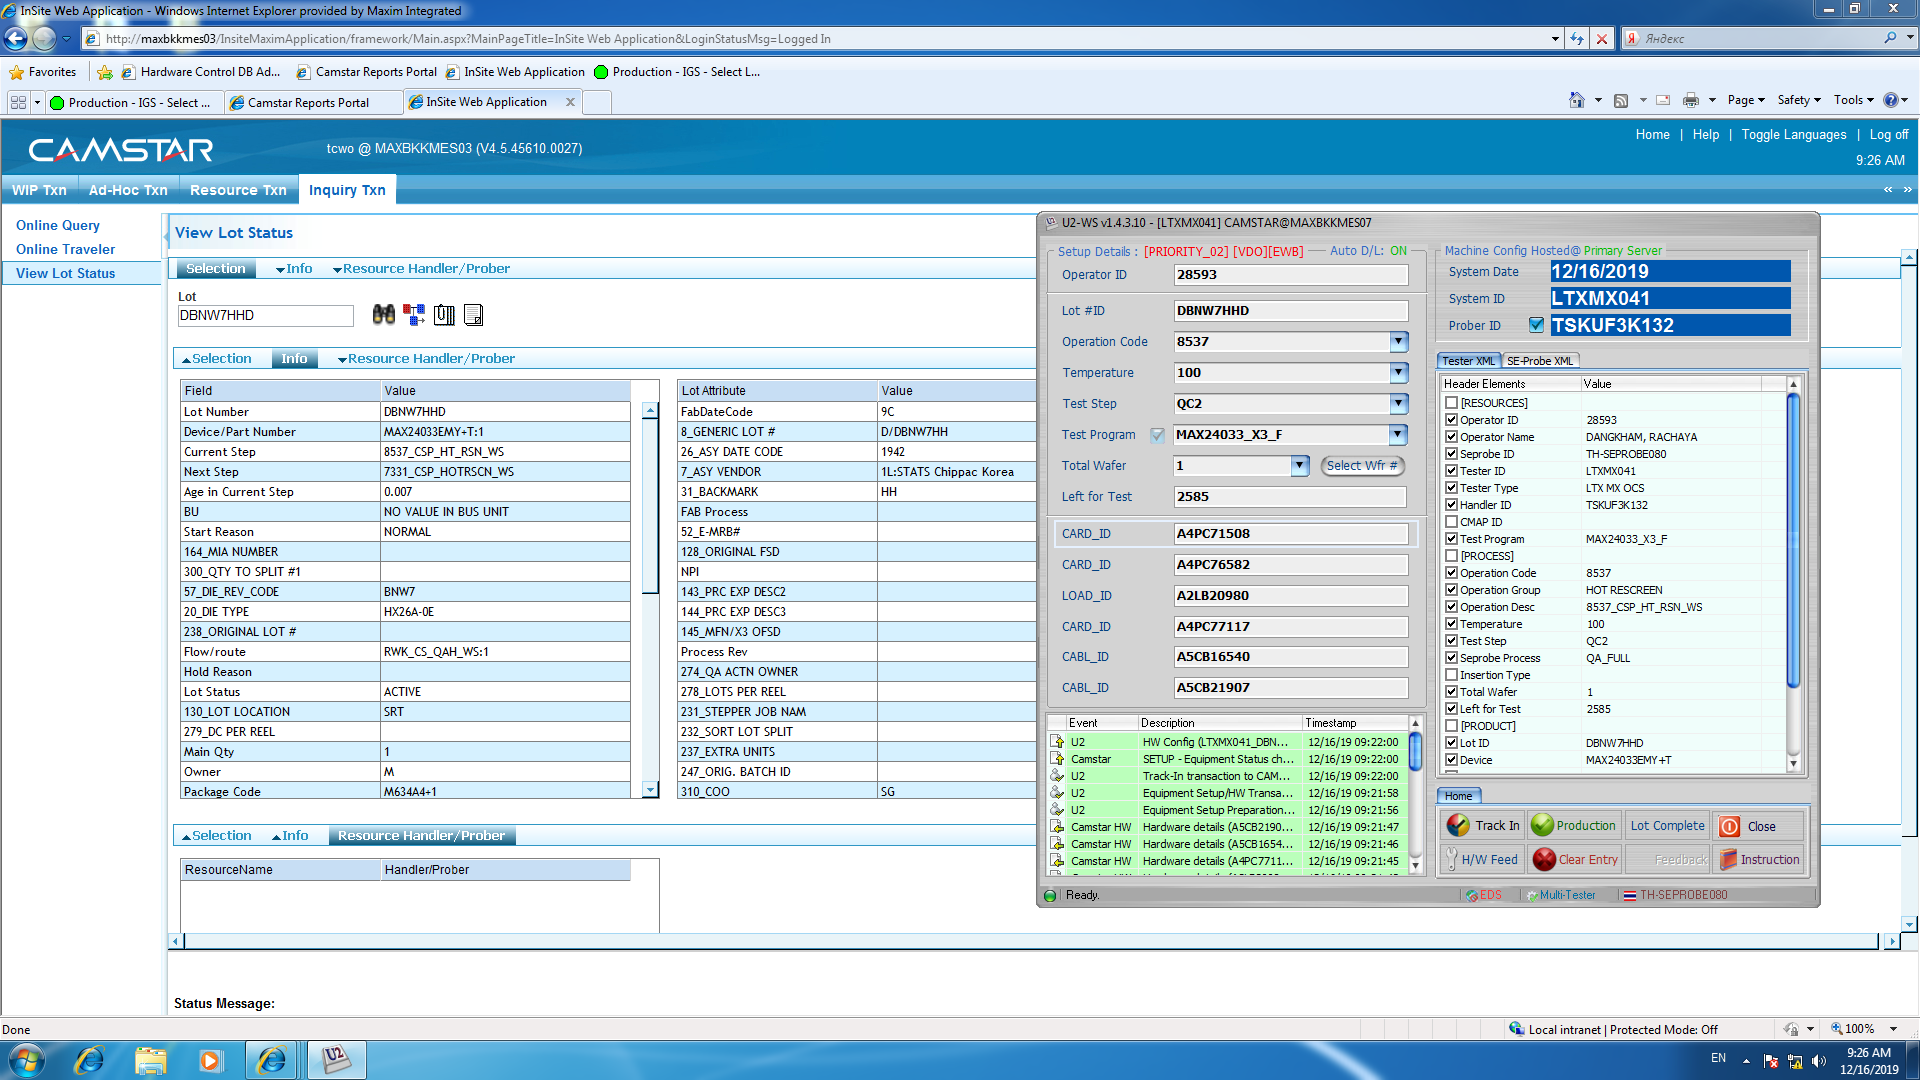 InSite Web Application - Windows Internet Explorer provided by Maxim Integrated
http://maxbkkmes03/InsiteMaximApplication/framework/Main.aspx?MainPageTitle=InSite Web Application&LoginStatusMsg=Logged In
Яндекс
Favorites
Hardware Control DB Ad...
Camstar Reports Portal
InSite Web Application
Production - IGS - Select L...
Production - IGS - Select ...
Camstar Reports Portal
InSite Web Application
Page
Safety
Tools
CAMSTAR
tcwo @ MAXBKKMES03 (V4.5.45610.0027)
Home | Help | Toggle Languages | Log off
9:26 AM
WIP Txn
Ad-Hoc Txn
Resource Txn
Inquiry Txn
Online Query
Online Traveler
View Lot Status
View Lot Status
Selection
Info
Resource Handler/Prober
Lot
DBNW7HHD
Selection
Info
Resource Handler/Prober
Field Value
Lot Number DBNW7HHD
Device/Part Number MAX24033EMY+T:1
Current Step 8537_CSP_HT_RSN_WS
Next Step 7331_CSP_HOTRSCN_WS
Age in Current Step 0.007
BU NO VALUE IN BUS UNIT
Start Reason NORMAL
164_MIA NUMBER
300_QTY TO SPLIT #1
57_DIE_REV_CODE BNW7
20_DIE TYPE HX26A-0E
238_ORIGINAL LOT #
Flow/route RWK_CS_QAH_WS:1
Hold Reason
Lot Status ACTIVE
130_LOT LOCATION SRT
279_DC PER REEL
Main Qty 1
Owner M
Package Code M634A4+1
Lot Attribute Value
FabDateCode 9C
8_GENERIC LOT # D/DBNW7HH
26_ASY DATE CODE 1942
7_ASY VENDOR 1L:STATS Chippac Korea
31_BACKMARK HH
FAB Process
52_E-MRB#
128_ORIGINAL FSD
NPI
143_PRC EXP DESC2
144_PRC EXP DESC3
145_MFN/X3 OFSD
Process Rev
274_QA ACTN OWNER
278_LOTS PER REEL
231_STEPPER JOB NAM
232_SORT LOT SPLIT
237_EXTRA UNITS
247_ORIG. BATCH ID
310_COO SG
Selection
Info
Resource Handler/Prober
ResourceName Handler/Prober
Status Message:
U2-WS v1.4.3.10 - [LTXMX041] CAMSTAR@MAXBKKMES07
Setup Details : [PRIORITY_02] [VDO][EWB] Auto D/L: ON
Operator ID 28593
Lot #ID DBNW7HHD
Operation Code 8537
Temperature 100
Test Step QC2
Test Program MAX24033_X3_F
Total Wafer 1 Select Wfr #
Left for Test 2585
CARD_ID A4PC71508
CARD_ID A4PC76582
LOAD_ID A2LB20980
CARD_ID A4PC77117
CABL_ID A5CB16540
CABL_ID A5CB21907
Event Description Timestamp
U2 HW Config (LTXMX041_DBN... 12/16/19 09:22:00
Camstar SETUP - Equipment Status ch... 12/16/19 09:22:00
U2 Track-In transaction to CAM... 12/16/19 09:22:00
U2 Equipment Setup/HW Transa... 12/16/19 09:21:58
U2 Equipment Setup Preparation... 12/16/19 09:21:56
Camstar HW Hardware details (A5CB2190... 12/16/19 09:21:47
Camstar HW Hardware details (A5CB1654... 12/16/19 09:21:46
Camstar HW Hardware details (A4PC7711... 12/16/19 09:21:45
Machine Config Hosted@ Primary Server
System Date 12/16/2019
System ID LTXMX041
Prober ID TSKUF3K132
Tester XML
SE-Probe XML
Header Elements Value
[RESOURCES]
Operator ID 28593
Operator Name DANGKHAM, RACHAYA
Seprobe ID TH-SEPROBE080
Tester ID LTXMX041
Tester Type LTX MX OCS
Handler ID TSKUF3K132
CMAP ID
Test Program MAX24033_X3_F
[PROCESS]
Operation Code 8537
Operation Group HOT RESCREEN
Operation Desc 8537_CSP_HT_RSN_WS
Temperature 100
Test Step QC2
Seprobe Process QA_FULL
Insertion Type
Total Wafer 1
Left for Test 2585
[PRODUCT]
Lot ID DBNW7HHD
Device MAX24033EMY+T
Home
Track In
Production
Lot Complete
Close
H/W Feed
Clear Entry
Feedback
Instruction
Ready.
EDS
Multi-Tester
TH-SEPROBE080
Done
Local intranet | Protected Mode: Off
100%
U2
EN
9:26 AM
12/16/2019